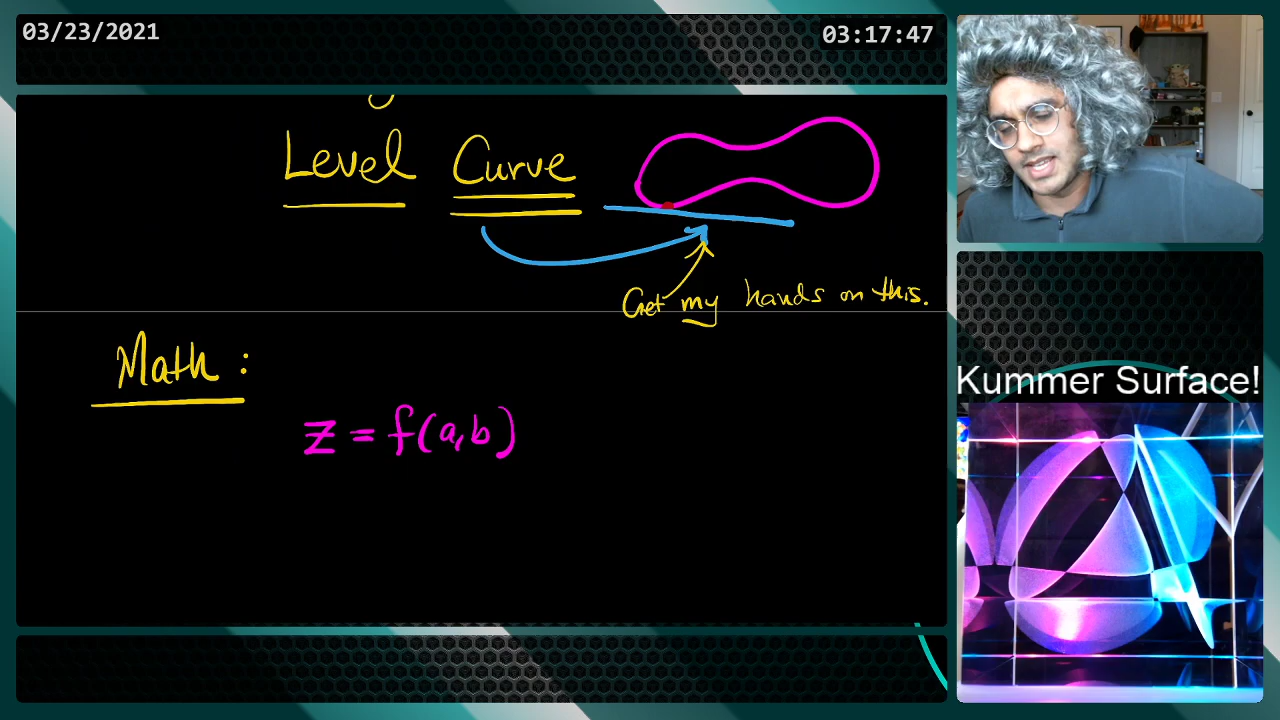 03/23/2021
03:17:47
Level Curve
Get my hands on this.
Math:
z = f(a,b)
Kummer Surface!